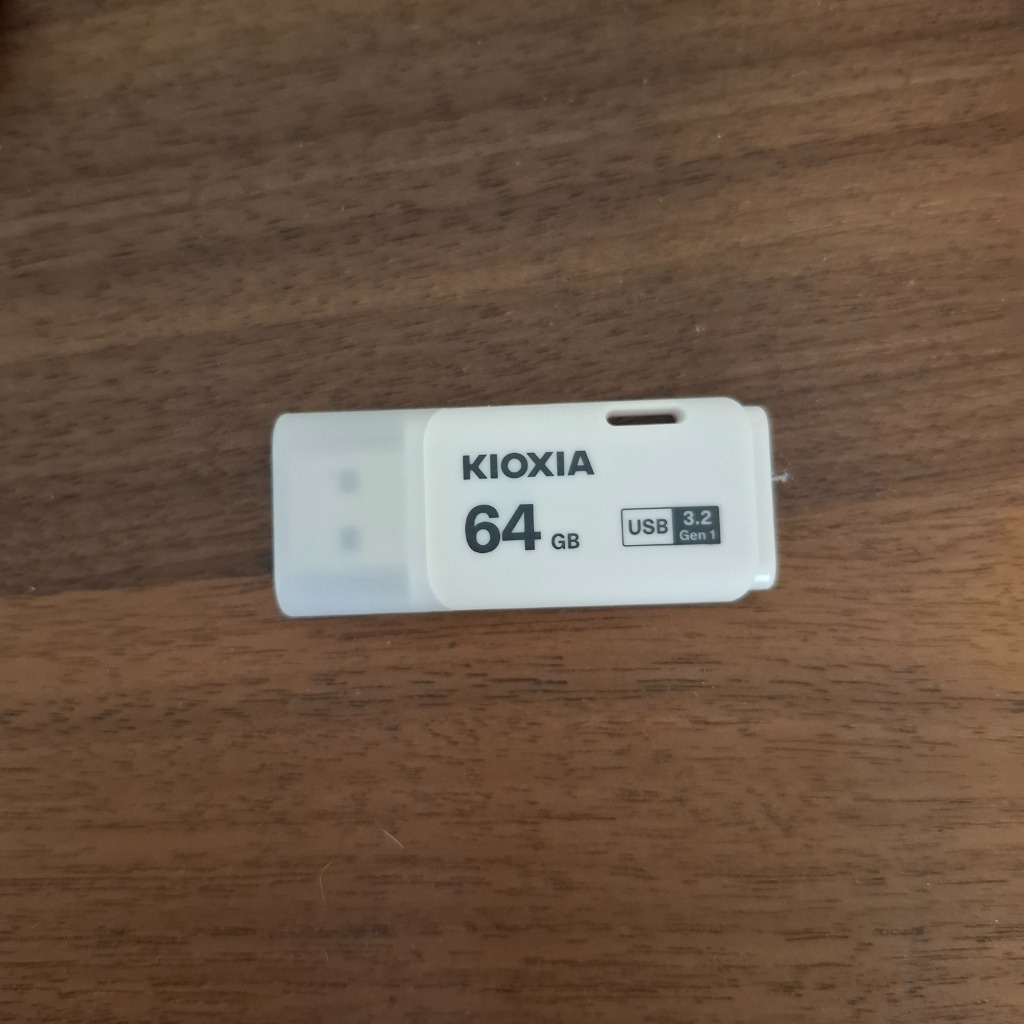 KIOXIA
64 GB
USB 3.2
Gen 1